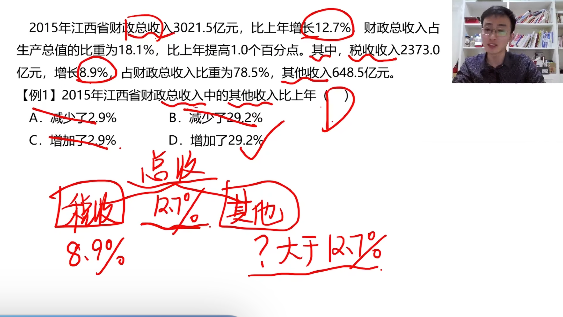 2015年江西省财政总收入3021.5亿元，比上年增长12.7%，财政总收入占
生产总值的比重为18.1%，比上年提高1.0个百分点。其中，税收收入2373.0
亿元，增长8.9%，占财政总收入比重为78.5%，其他收入648.5亿元。
【例1】2015年江西省财政总收入中的其他收入比上年（ D ）
A．减少了2.9% B．减少了29.2%
C．增加了2.9% D．增加了29.2%
总收
税收 12.7% 其他
8.9% ？大于12.7%